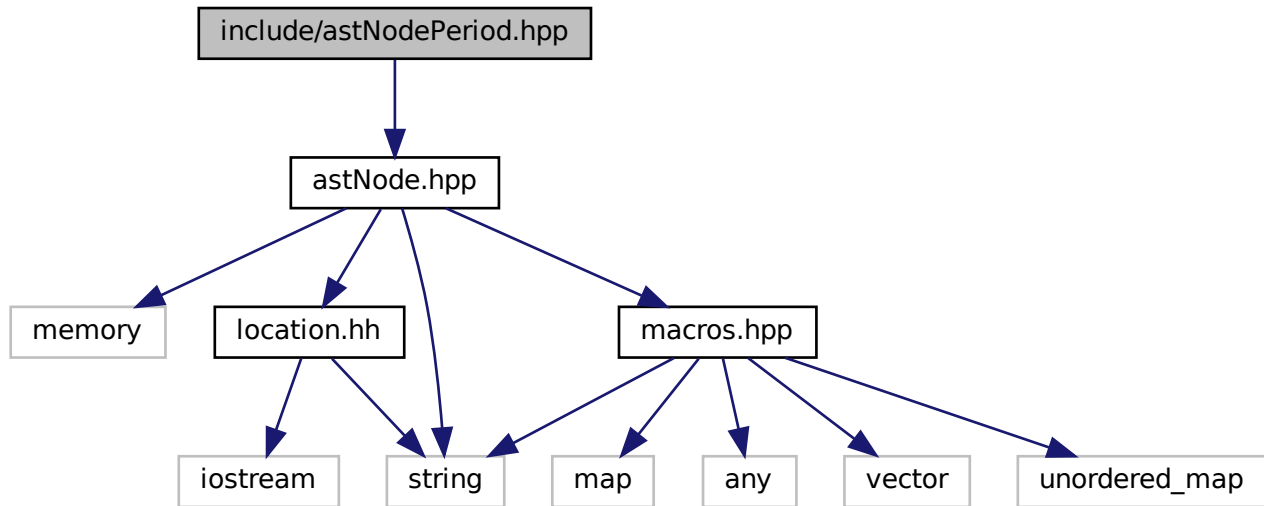 include/astNodePeriod.hpp
astNode.hpp
memory
location.hh
macros.hpp
iostream
string
map
any
vector
unordered_map